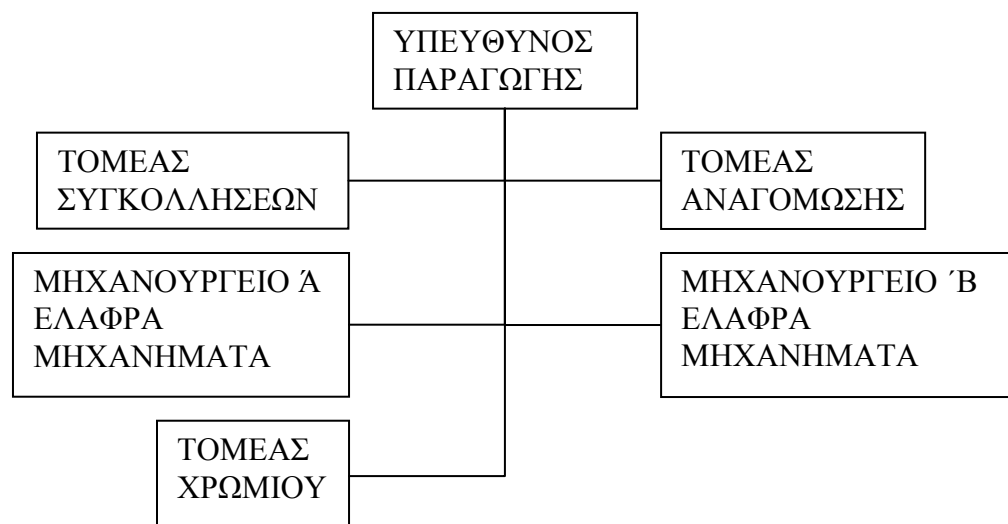 ΥΠΕΥΘΥΝΟΣ
ΠΑΡΑΓΩΓΗΣ
ΤΟΜΕΑΣ
ΣΥΓΚΟΛΛΗΣΕΩΝ
ΤΟΜΕΑΣ
ΑΝΑΓΟΜΩΣΗΣ
ΜΗΧΑΝΟΥΡΓΕΙΟ Ά
ΕΛΑΦΡΑ
ΜΗΧΑΝΗΜΑΤΑ
ΜΗΧΑΝΟΥΡΓΕΙΟ ΄Β
ΕΛΑΦΡΑ
ΜΗΧΑΝΗΜΑΤΑ
ΤΟΜΕΑΣ
ΧΡΩΜΙΟΥ